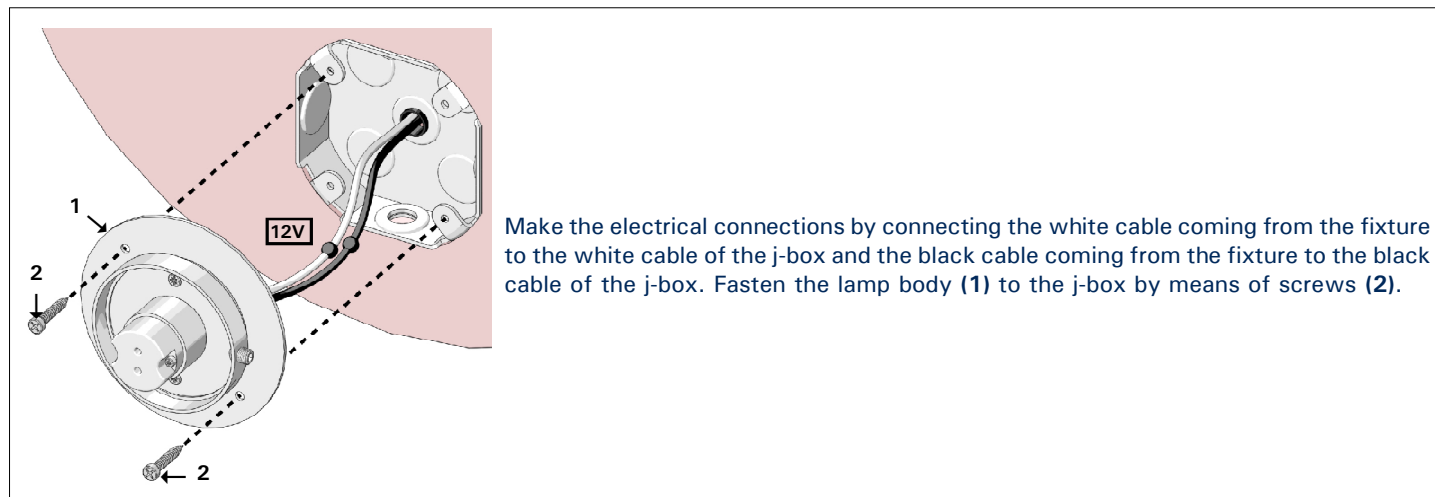 1
2
12V
2
Make the electrical connections by connecting the white cable coming from the fixture
to the white cable of the j-box and the black cable coming from the fixture to the black
cable of the j-box. Fasten the lamp body (1) to the j-box by means of screws (2).